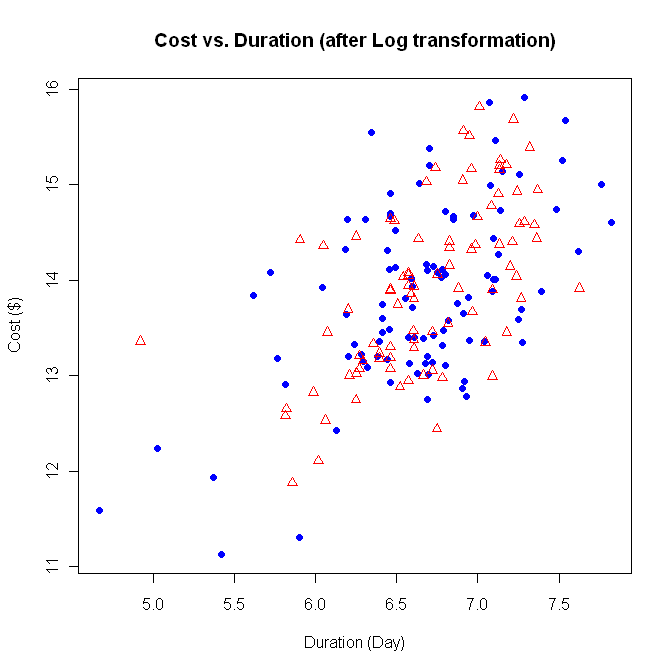 Cost vs. Duration (after Log transformation)
16
15
14
13
12
11
Cost ($)
5.0 5.5 6.0 6.5 7.0 7.5
Duration (Day)